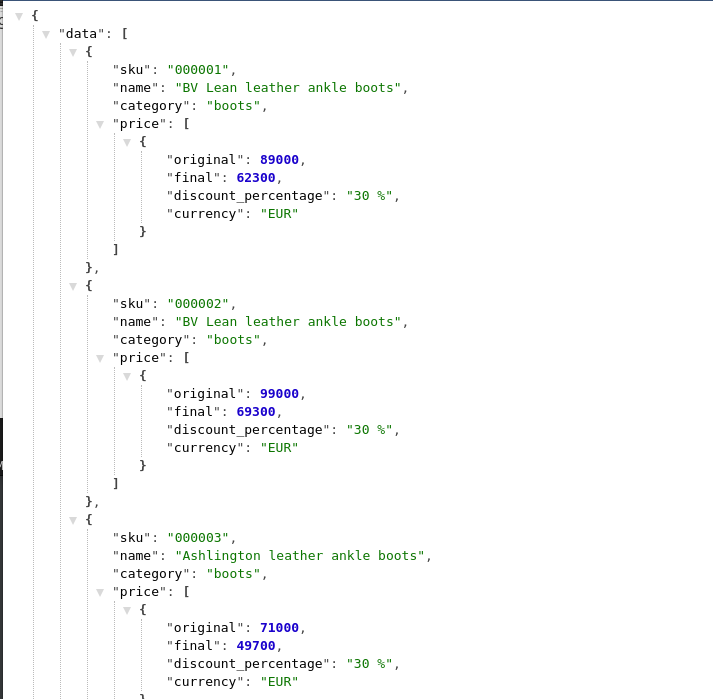 {
"data": [
{
"sku": "000001",
"name": "BV Lean leather ankle boots",
"category": "boots",
"price": [
{
"original": 89000,
"final": 62300,
"discount_percentage": "30 %",
"currency": "EUR"
}
]
},
{
"sku": "000002",
"name": "BV Lean leather ankle boots",
"category": "boots",
"price": [
{
"original": 99000,
"final": 69300,
"discount_percentage": "30 %",
"currency": "EUR"
}
]
},
{
"sku": "000003",
"name": "Ashlington leather ankle boots",
"category": "boots",
"price": [
{
"original": 71000,
"final": 49700,
"discount_percentage": "30 %",
"currency": "EUR"
}